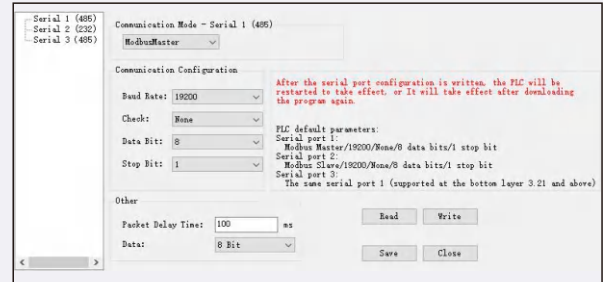 Serial 1 (485)
Serial 2 (232)
Serial 3 (485)
Communication Mode - Serial 1 (485)
ModbusMaster
Communication Configuration
Baud Rate: 19200
Check: None
Data Bit: 8
Stop Bit: 1
After the serial port configuration is written, the PLC will be
restarted to take effect, or It will take effect after downloading
the program again.
PLC default parameters:
Serial port 1:
Modbus Master/19200/None/8 data bits/1 stop bit
Serial port 2:
Modbus Slave/19200/None/8 data bits/1 stop bit
Serial port 3:
The same serial port 1 (supported at the bottom layer 3.21 and above)
Other
Packet Delay Time: 100 ms
Data: 8 Bit
Read Write
Save Close